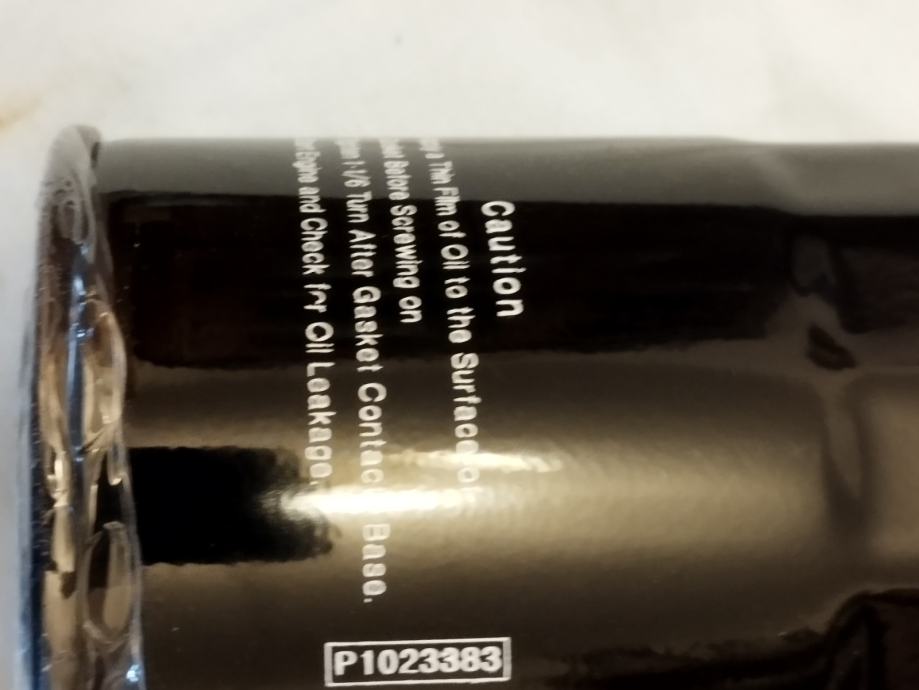 Caution
a Thin Film of Oil to the Surface o
Before Screwing on
1/6 Turn After Gasket Contac Base.
Engine and Check for Oil Leakage.
P1023383